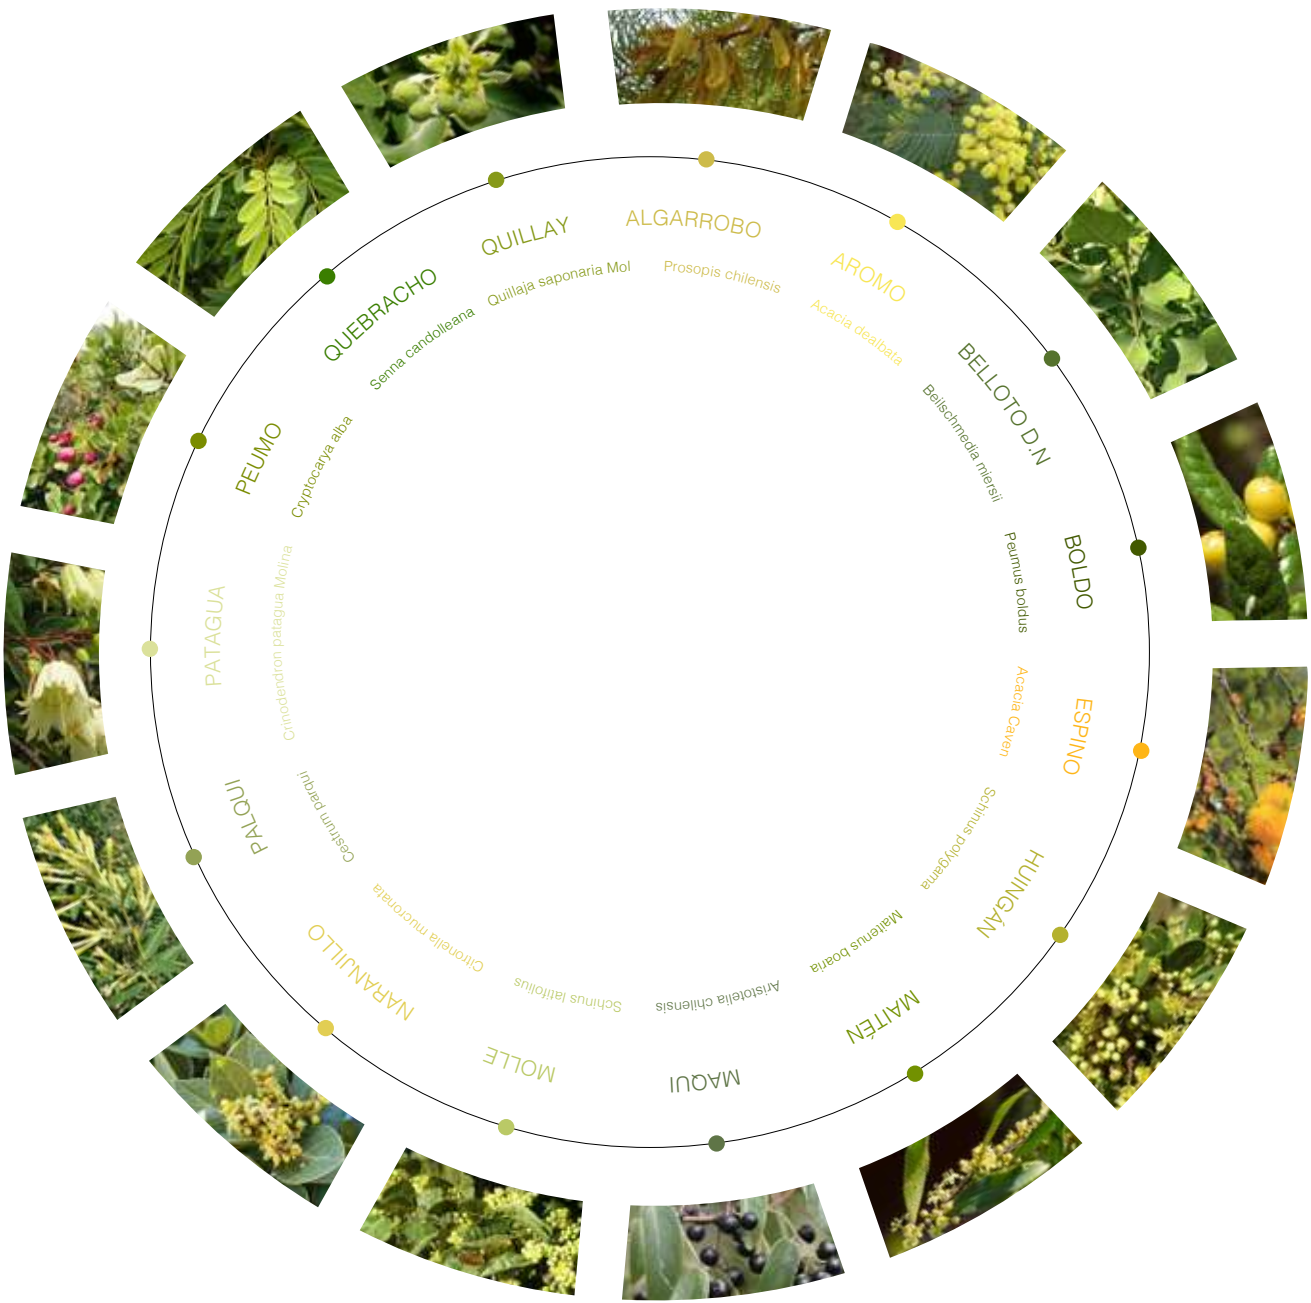 ALGARROBO
Prosopis chilensis
AROMO
Acacia dealbata
BELLOTO D.N
Beilschmedia miersii
BOLDO
Peumus boldus
ESPINO
Acacia Caven
HUINGÁN
Schinus polygama
MAITÉN
Maitenus boaria
MAQUI
Aristotelia chilensis
MOLLE
Schinus latifolius
NARANJILLO
Citronella mucronata
PALQUI
Cestrum parqui
PATAGUA
Crinodendron patagua Molina
PEUMO
Cryptocarya alba
QUEBRACHO
Senna candolleana
QUILLAY
Quillaja saponaria Mol